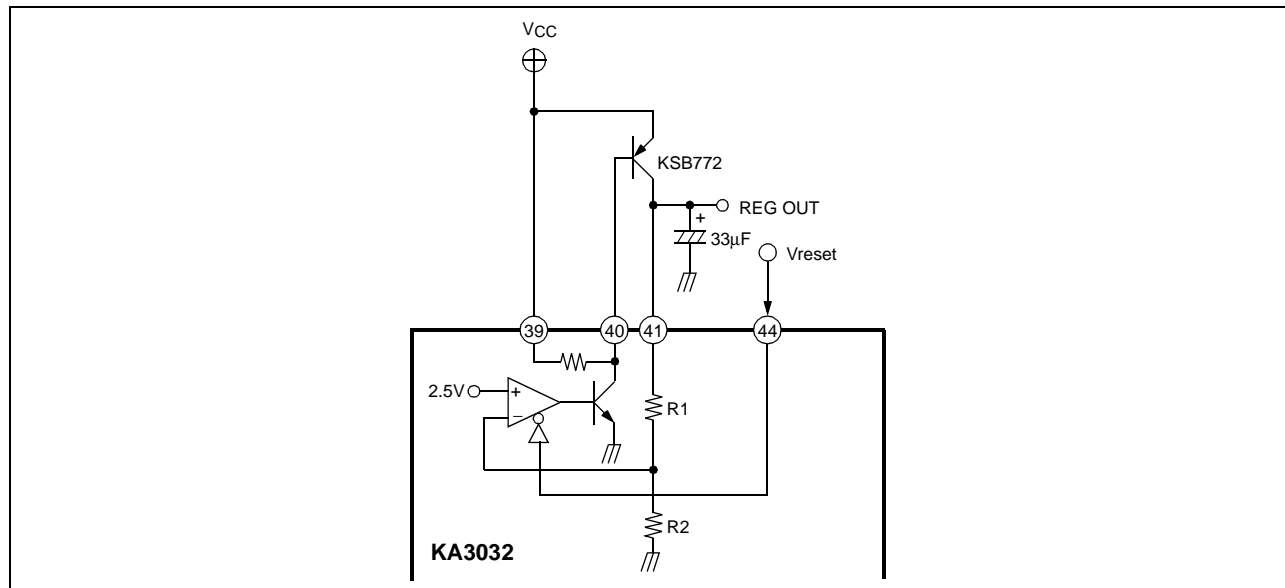 VCC
KSB772
REG OUT
+
33μF
Vreset
39
40
41
44
2.5V
+
−
R1
R2
KA3032